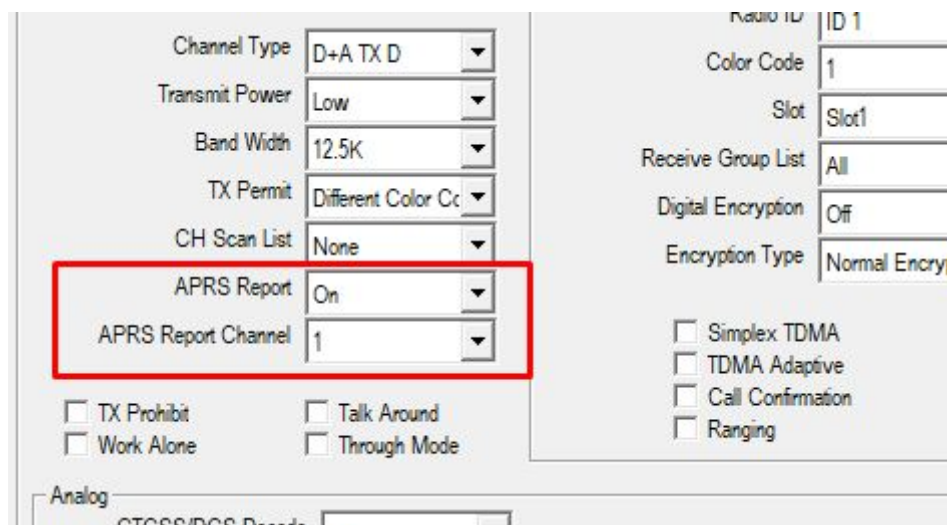 Channel Type D+A TX D
Transmit Power Low
Band Width 12.5K
TX Permit Different Color Cc
CH Scan List None
APRS Report On
APRS Report Channel 1
TX Prohibit Talk Around
Work Alone Through Mode
Radio ID ID 1
Color Code 1
Slot Slot1
Receive Group List All
Digital Encryption Off
Encryption Type Normal Encryp
Simplex TDMA
TDMA Adaptive
Call Confirmation
Ranging
Analog
CTCSS/DCS Decode